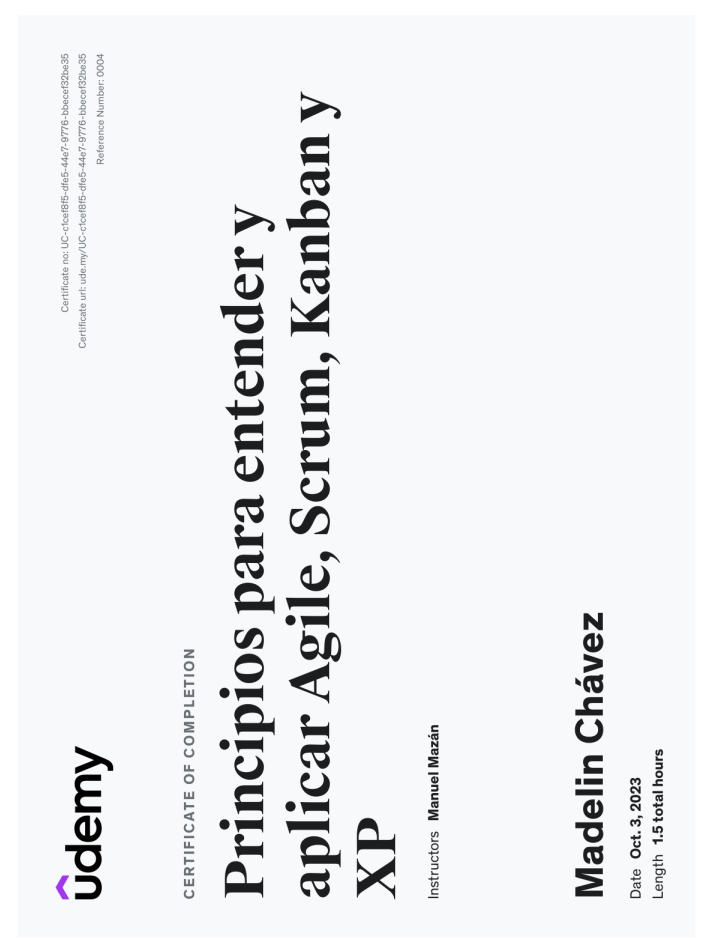 udemy
Certificate no: UC-c1cef8f5-dfe5-44e7-9776-bbecef32be35
Certificate url: ude.my/UC-c1cef8f5-dfe5-44e7-9776-bbecef32be35
Reference Number: 0004
CERTIFICATE OF COMPLETION
Principios para entender y
aplicar Agile, Scrum, Kanban y
XP
Instructors Manuel Mazán
Madelin Chávez
Date Oct. 3, 2023
Length 1.5 total hours